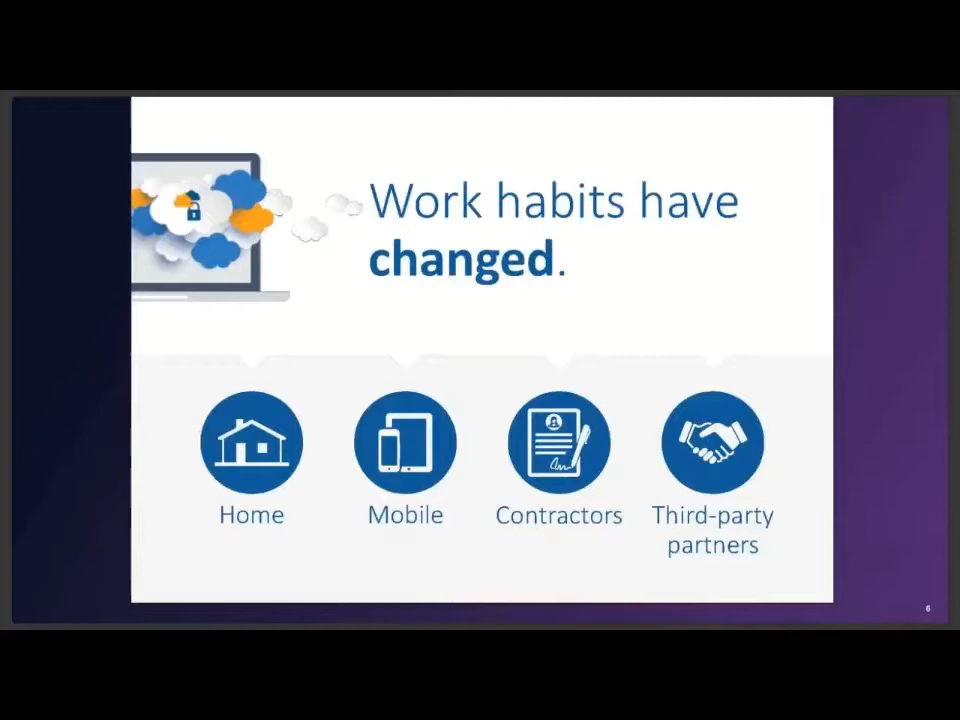 Work habits have
changed.
Home
Mobile
Contractors
Third-party
partners
6